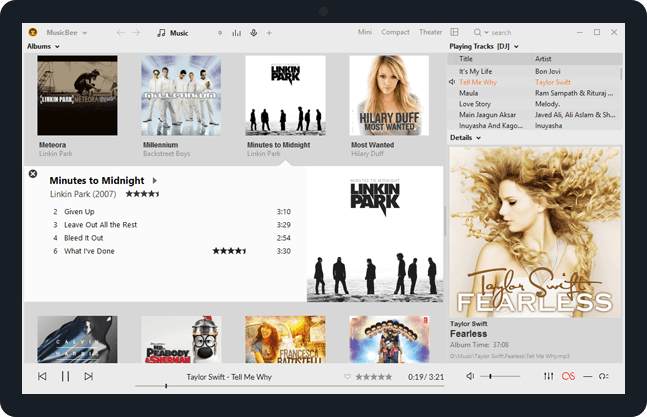 MusicBee
Music
Mini
Compact
Theater
search
Albums
LINKIN PARK METEORA
MILLENNIUM
LINKIN PARK
HILARY DUFF
MOST WANTED
Meteora
Linkin Park
Millennium
Backstreet Boys
Minutes to Midnight
Linkin Park
Most Wanted
Hilary Duff
Minutes to Midnight
Linkin Park (2007)
2 Given Up 3:10
3 Leave Out All the Rest 3:29
4 Bleed It Out 2:54
6 What I've Done 3:30
MINUTES TO MIDNIGHT
LINKIN PARK
CALVIN HARRIS
MR. PEABODY & SHERMAN
FRANCESCA BATTISTELLI
Playing Tracks [DJ]
Title Artist
It's My Life Bon Jovi
Tell Me Why Taylor Swift
Maula Ram Sampath & Rituraj ...
Love Story Melody.
Main Jaagun Aksar Javed Ali, Ali Aslam & Sh...
Inuyasha And Kago... Inuyasha
Details
Taylor Swift
FEARLESS
Taylor Swift
Fearless
Album Time: 37:08
D:\Music\Taylor Swift\Fearless\Tell Me Why.mp3
Taylor Swift - Tell Me Why
0:19 / 3:21